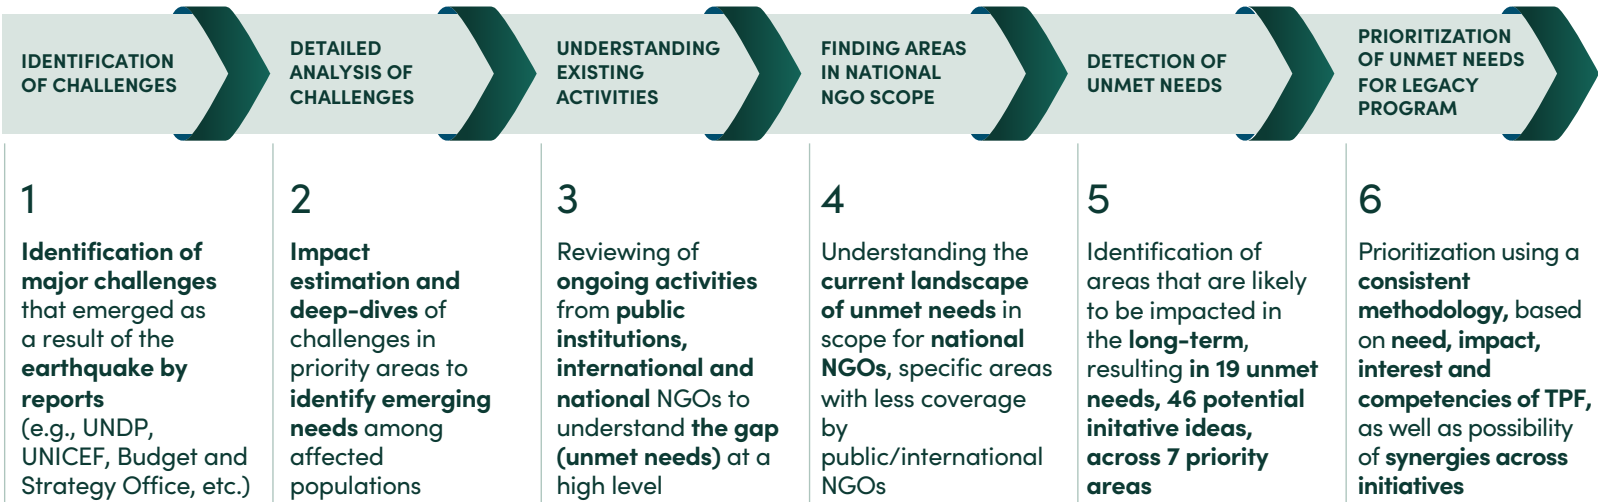 IDENTIFICATION
OF CHALLENGES
DETAILED
ANALYSIS OF
CHALLENGES
UNDERSTANDING
EXISTING
ACTIVITIES
FINDING AREAS
IN NATIONAL
NGO SCOPE
DETECTION OF
UNMET NEEDS
PRIORITIZATION
OF UNMET NEEDS
FOR LEGACY
PROGRAM
1
Identification of
major challenges
that emerged as
a result of the
earthquake by
reports
(e.g., UNDP,
UNICEF, Budget and
Strategy Office, etc.)
2
Impact
estimation and
deep-dives of
challenges in
priority areas to
identify emerging
needs among
affected
populations
3
Reviewing of
ongoing activities
from public
institutions,
international and
national NGOs to
understand the gap
(unmet needs) at a
high level
4
Understanding the
current landscape
of unmet needs in
scope for national
NGOs, specific areas
with less coverage
by
public/international
NGOs
5
Identification of
areas that are likely
to be impacted in
the long-term,
resulting in 19 unmet
needs, 46 potential
initative ideas,
across 7 priority
areas
6
Prioritization using a
consistent
methodology, based
on need, impact,
interest and
competencies of TPF,
as well as possibility
of synergies across
initiatives